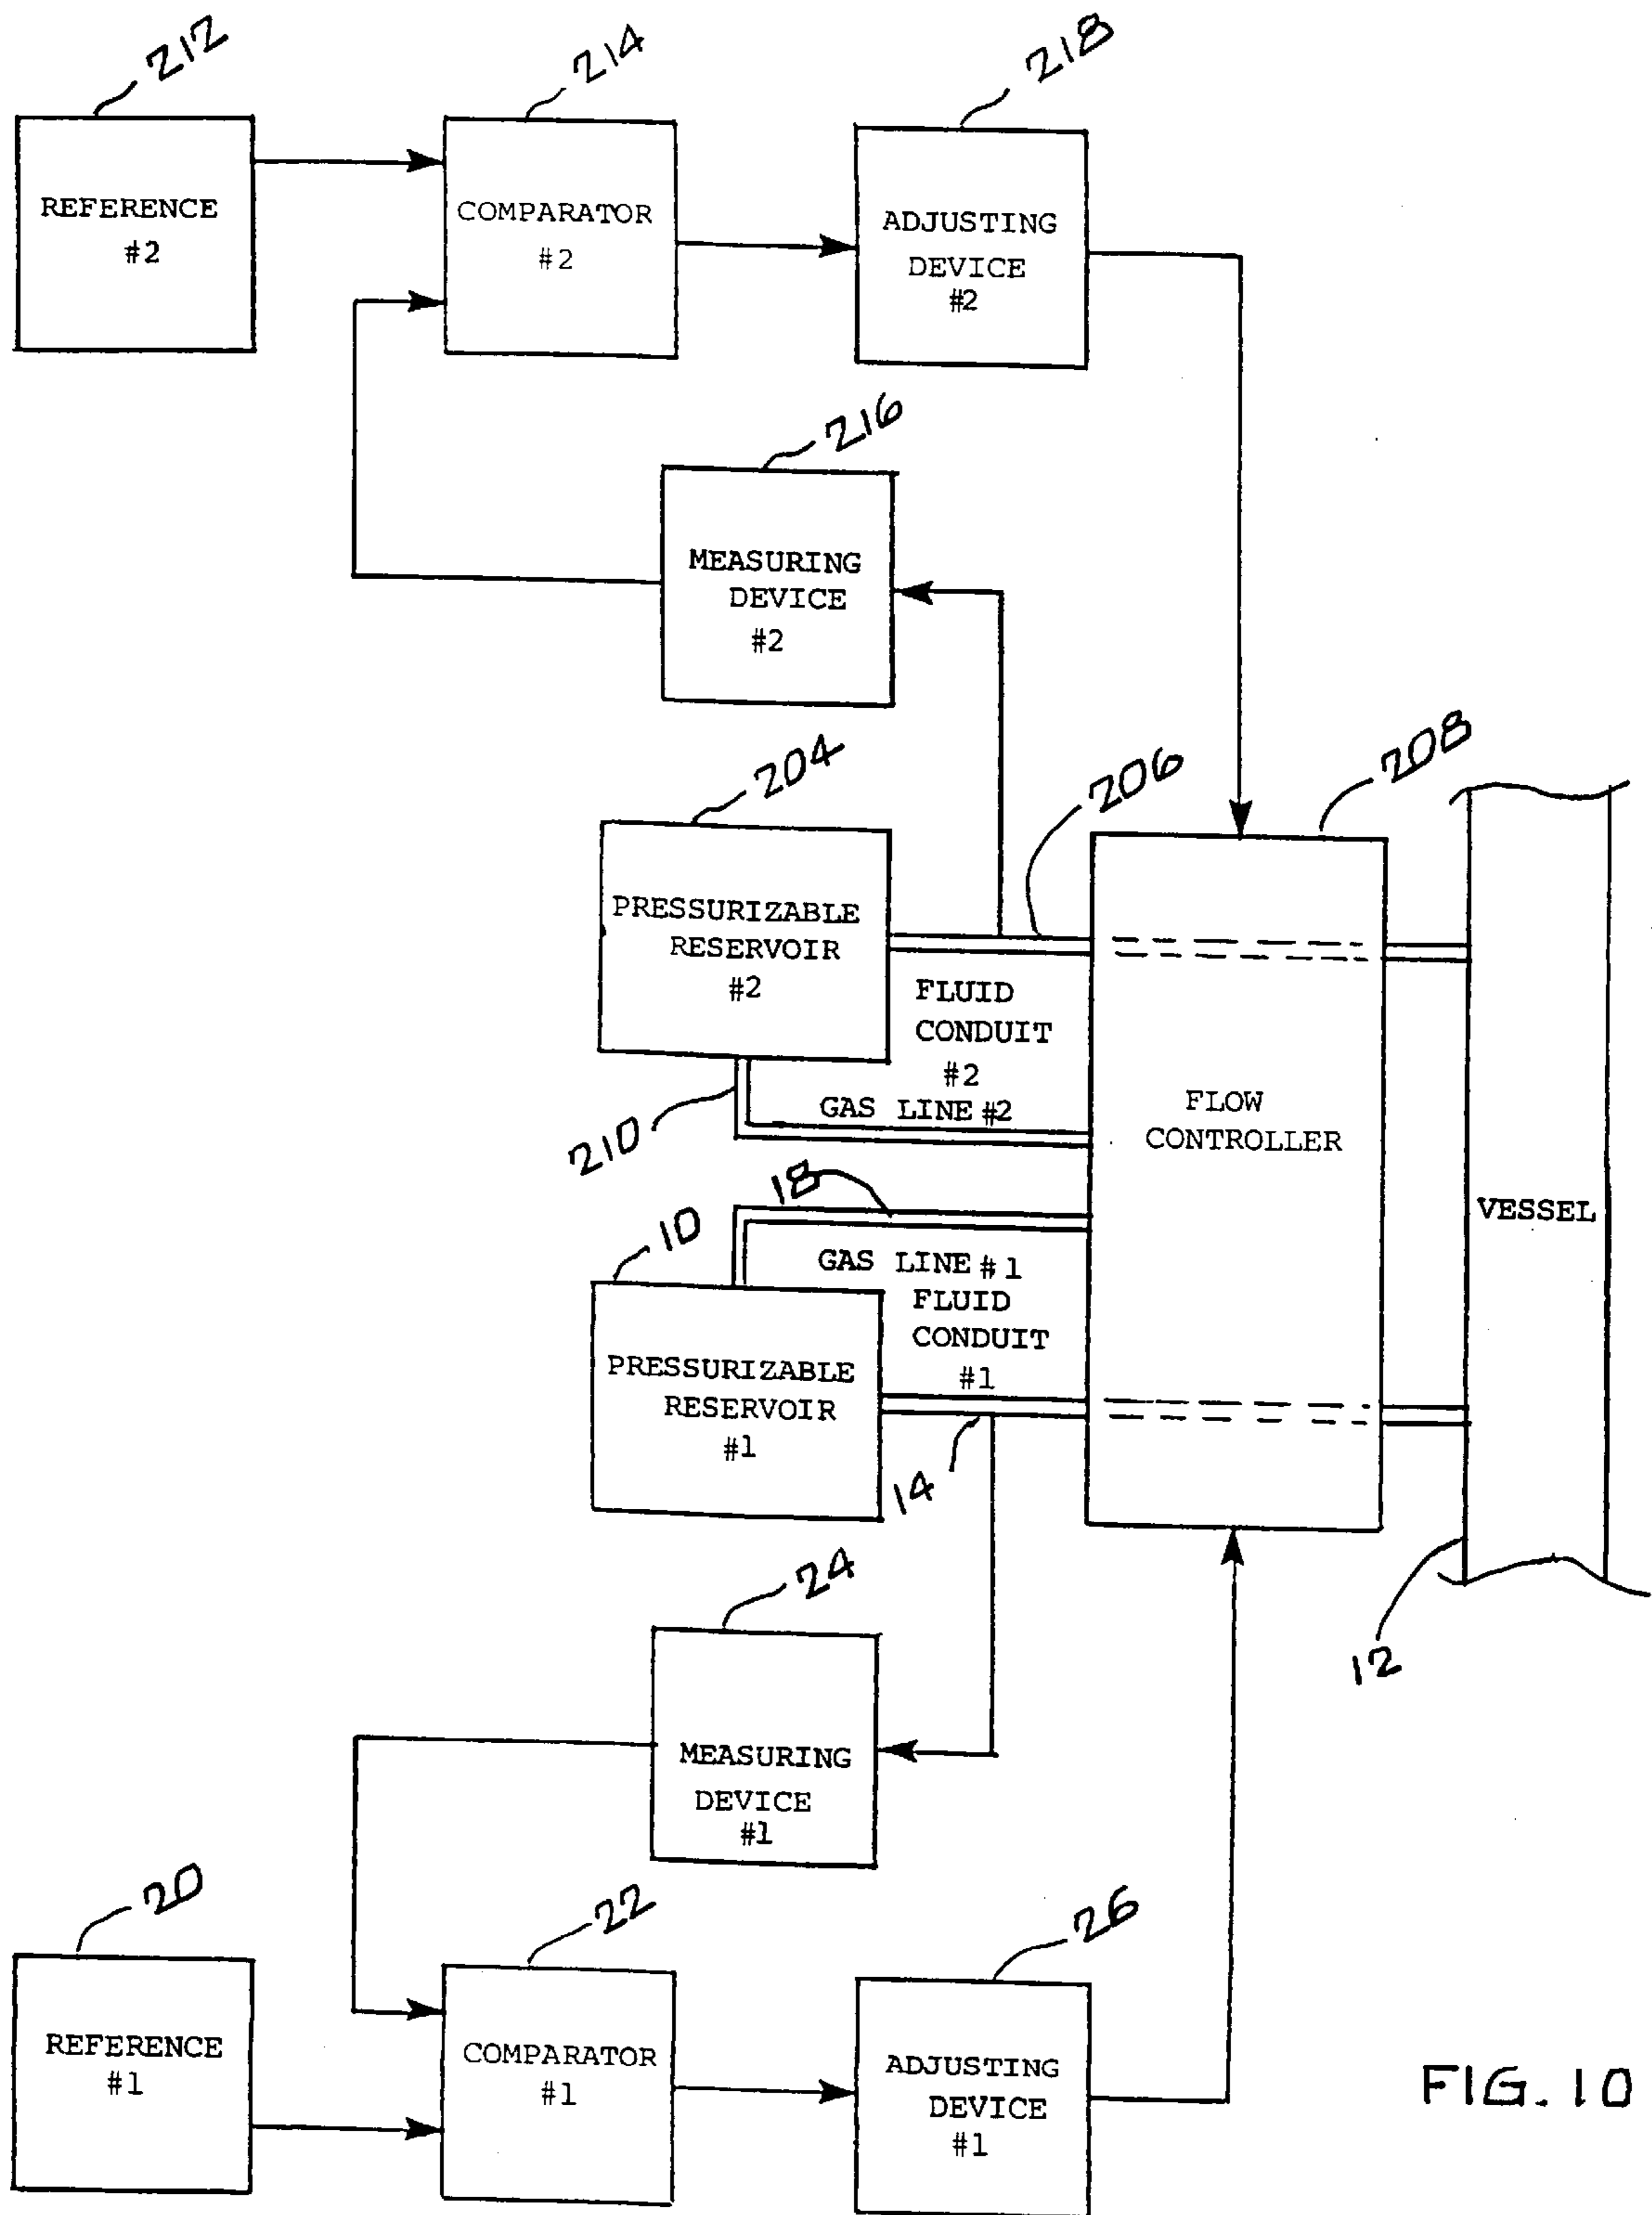 212
214
218
REFERENCE
#2
COMPARATOR
#2
ADJUSTING
DEVICE
#2
216
MEASURING
DEVICE
#2
204
206
208
PRESSURIZABLE
RESERVOIR
#2
FLUID
CONDUIT
#2
GAS LINE #2
210
FLOW
CONTROLLER
VESSEL
18
10
GAS LINE #1
FLUID
CONDUIT
#1
PRESSURIZABLE
RESERVOIR
#1
14
12
24
MEASURING
DEVICE
#1
20
22
26
REFERENCE
#1
COMPARATOR
#1
ADJUSTING
DEVICE
#1
FIG. 10